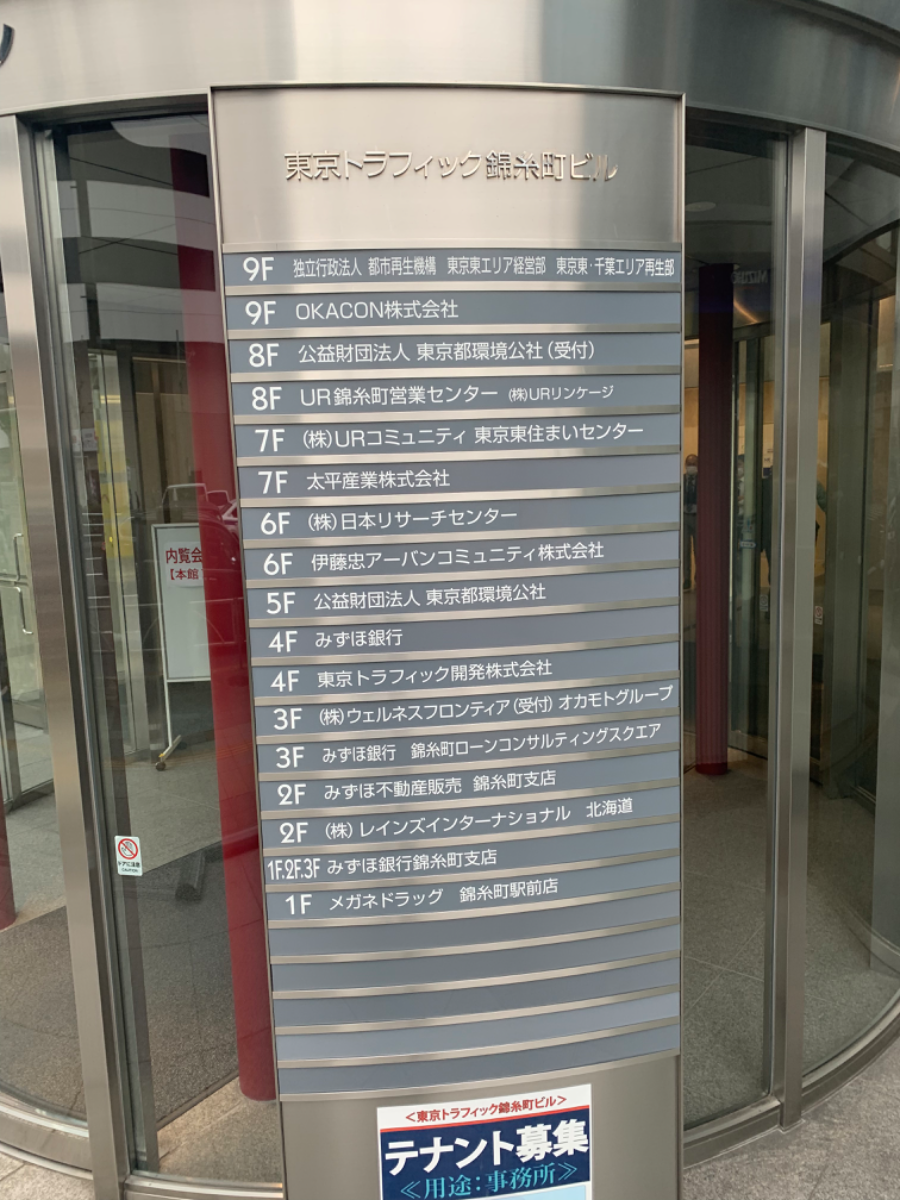 東京トラフィック錦糸町ビル
9F 独立行政法人 都市再生機構 東京東エリア経営部 東京東・千葉エリア再生部
9F OKACON株式会社
8F 公益財団法人 東京都環境公社(受付)
8F UR錦糸町営業センター (株)URリンケージ
7F (株)URコミュニティ 東京東住まいセンター
7F 太平産業株式会社
6F (株)日本リサーチセンター
6F 伊藤忠アーバンコミュニティ株式会社
5F 公益財団法人 東京都環境公社
4F みずほ銀行
4F 東京トラフィック開発株式会社
3F (株)ウェルネスフロンティア(受付) オカモトグループ
3F みずほ銀行 錦糸町ローンコンサルティングスクエア
2F みずほ不動産販売 錦糸町支店
2F (株)レインズインターナショナル 北海道
1F.2F.3F みずほ銀行錦糸町支店
1F メガネドラッグ 錦糸町駅前店
<東京トラフィック錦糸町ビル>
テナント募集
≪用途:事務所≫
内覧会
【本館
ドアに注意